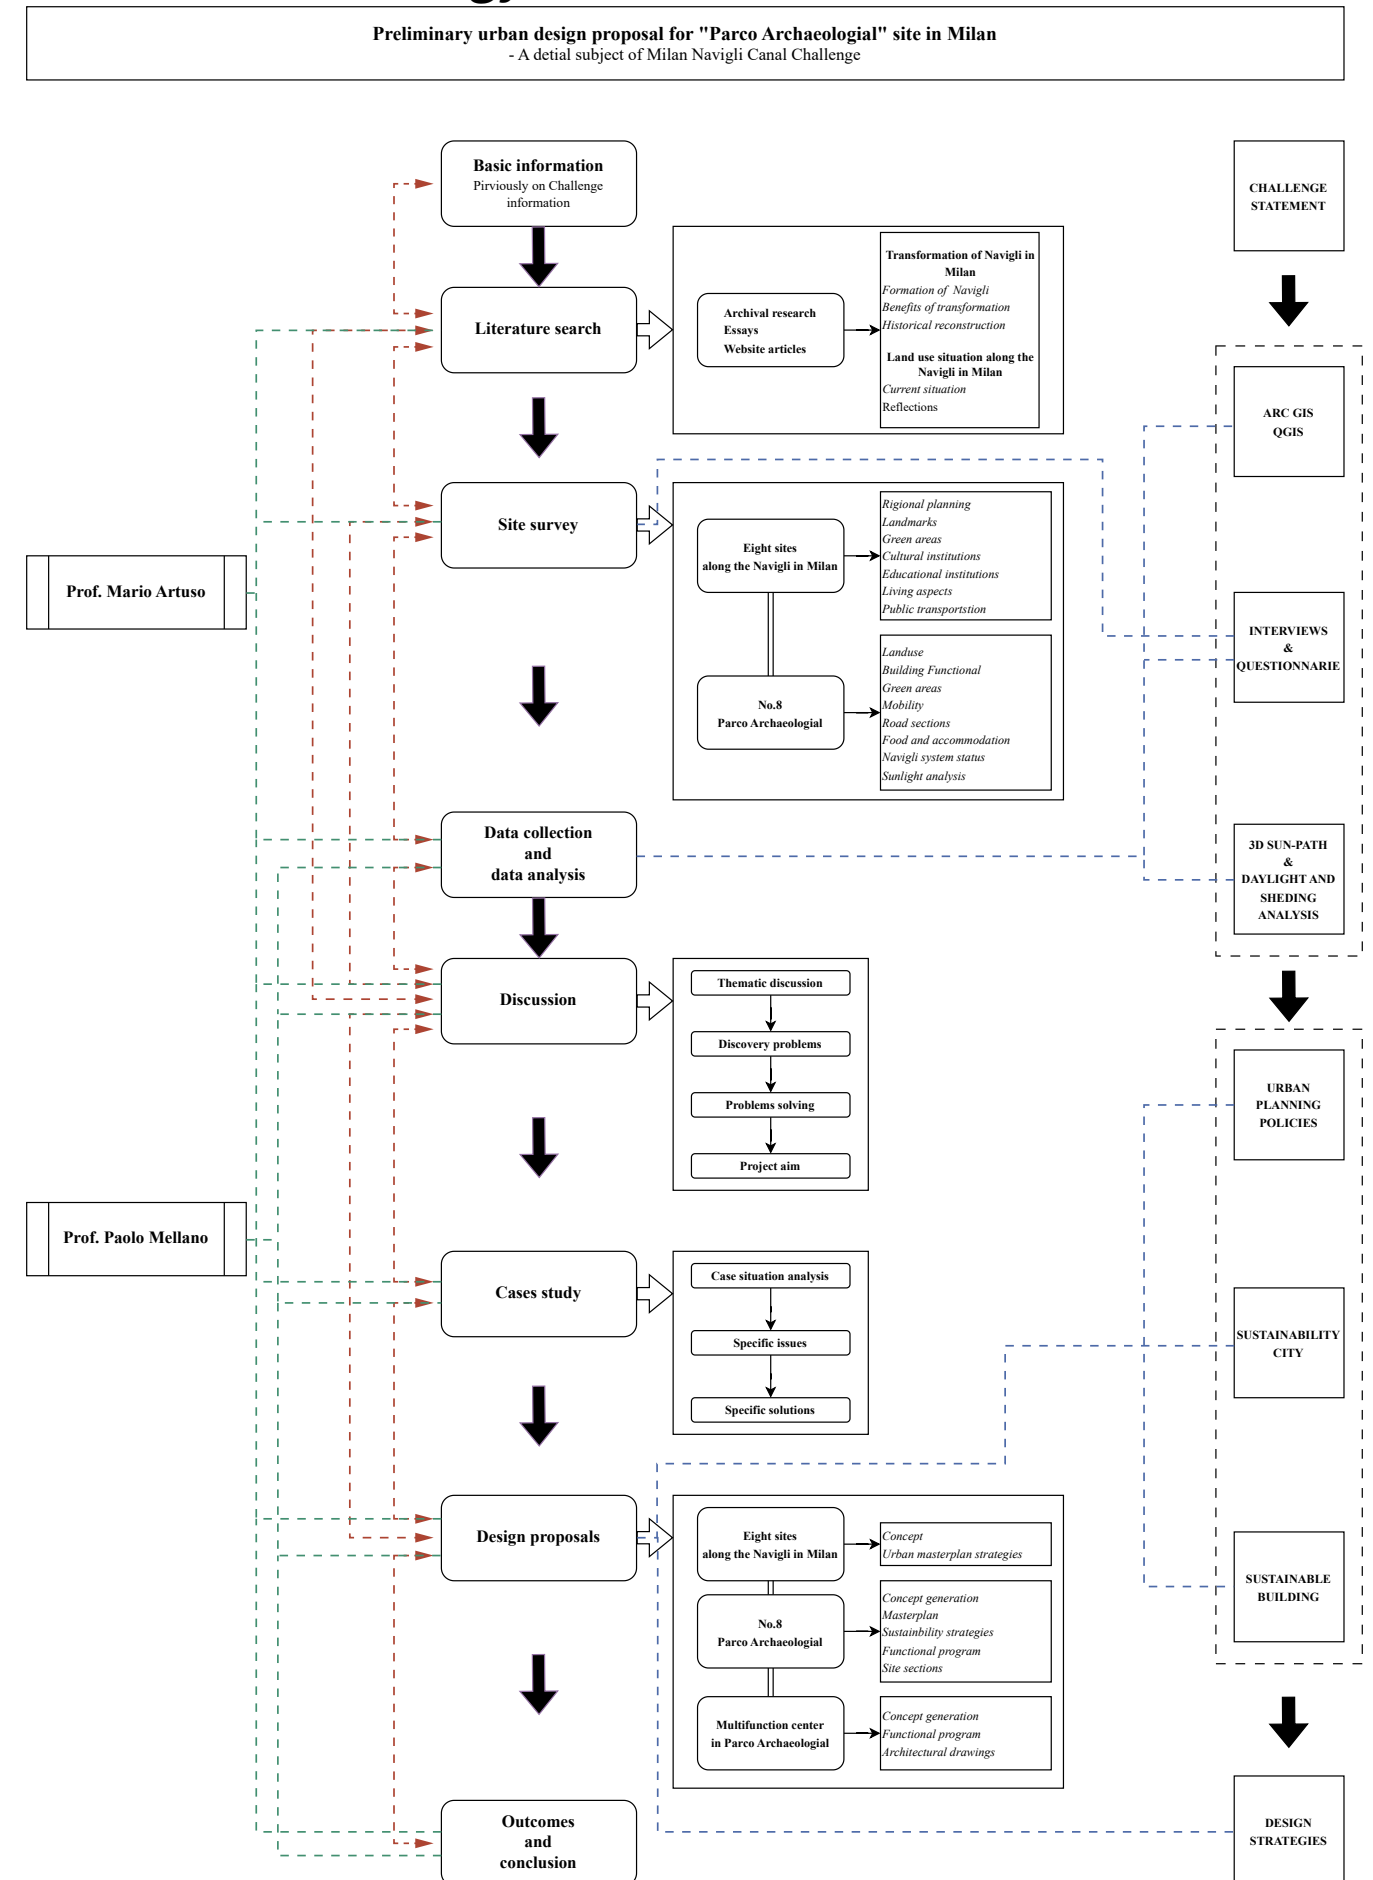 Preliminary urban design proposal for "Parco Archaeologial" site in Milan
- A detial subject of Milan Navigli Canal Challenge
Basic information
Pirviously on Challenge
information
Literature search
Archival research
Essays
Website articles
Transformation of Navigli in
Milan
Formation of Navigli
Benefits of transformation
Historical reconstruction
Land use situation along the
Navigli in Milan
Current situation
Reflections
Site survey
Eight sites
along the Navigli in Milan
Rigional planning
Landmarks
Green areas
Cultural institutions
Educational institutions
Living aspects
Public transportstion
No.8
Parco Archaeologial
Landuse
Building Functional
Green areas
Mobility
Road sections
Food and accommodation
Navigli system status
Sunlight analysis
Prof. Mario Artuso
Data collection
and
data analysis
Discussion
Thematic discussion
Discovery problems
Problems solving
Project aim
Prof. Paolo Mellano
Cases study
Case situation analysis
Specific issues
Specific solutions
Design proposals
Eight sites
along the Navigli in Milan
Concept
Urban masterplan strategies
No.8
Parco Archaeologial
Concept generation
Masterplan
Sustainbility strategies
Functional program
Site sections
Multifunction center
in Parco Archaeologial
Concept generation
Functional program
Architectural drawings
Outcomes
and
conclusion
CHALLENGE
STATEMENT
ARC GIS
QGIS
INTERVIEWS
&
QUESTIONNARIE
3D SUN-PATH
&
DAYLIGHT AND
SHEDING
ANALYSIS
URBAN
PLANNING
POLICIES
SUSTAINABILITY
CITY
SUSTAINABLE
BUILDING
DESIGN
STRATEGIES